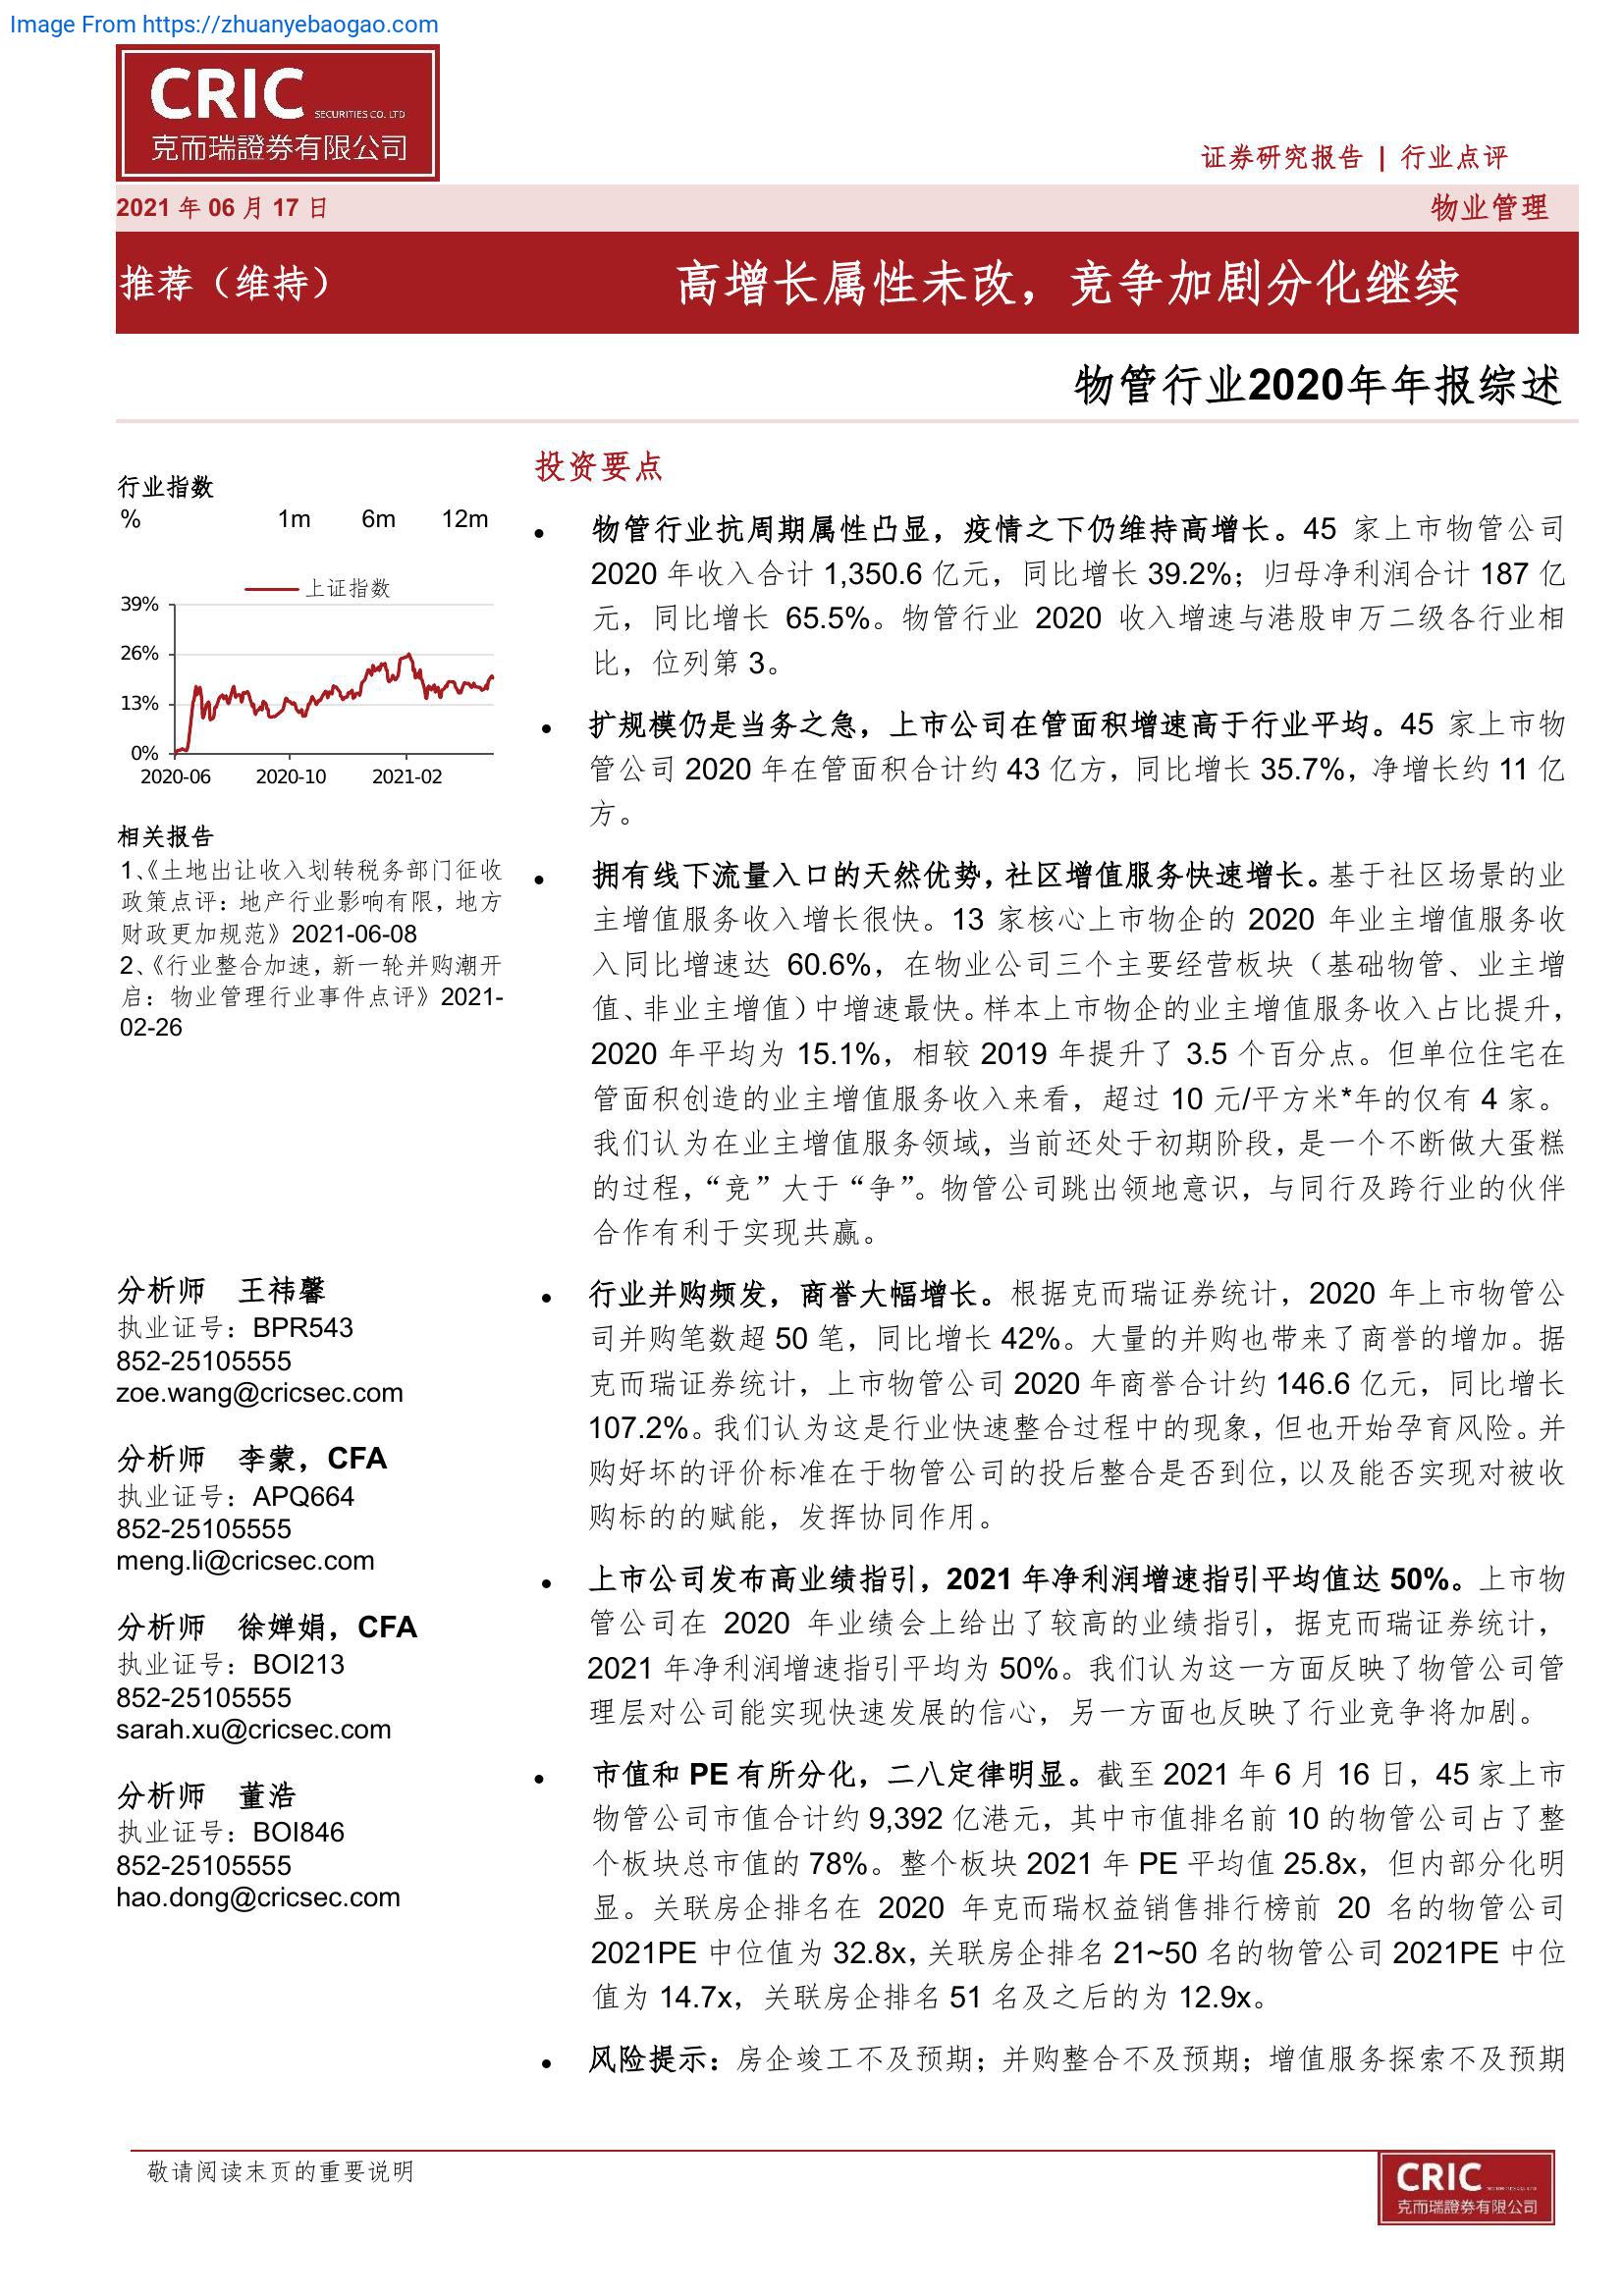 Image From https://zhuanyebaogao.com
CRIC SECURITIES CO. LTD
克而瑞證券有限公司
证券研究报告 | 行业点评
2021 年 06 月 17 日
物业管理
推荐（维持）
高增长属性未改，竞争加剧分化继续
物管行业2020年年报综述
行业指数
% 1m 6m 12m
上证指数
39%
26%
13%
0%
2020-06 2020-10 2021-02
相关报告
1、《土地出让收入划转税务部门征收
政策点评：地产行业影响有限，地方
财政更加规范》2021-06-08
2、《行业整合加速，新一轮并购潮开
启：物业管理行业事件点评》2021-
02-26
分析师 王祎馨
执业证号：BPR543
852-25105555
zoe.wang@cricsec.com
分析师 李蒙，CFA
执业证号：APQ664
852-25105555
meng.li@cricsec.com
分析师 徐婵娟，CFA
执业证号：BOI213
852-25105555
sarah.xu@cricsec.com
分析师 董浩
执业证号：BOI846
852-25105555
hao.dong@cricsec.com
投资要点
● 物管行业抗周期属性凸显，疫情之下仍维持高增长。45 家上市物管公司
2020 年收入合计 1,350.6 亿元，同比增长 39.2%；归母净利润合计 187 亿
元，同比增长 65.5%。物管行业 2020 收入增速与港股申万二级各行业相
比，位列第 3。
● 扩规模仍是当务之急，上市公司在管面积增速高于行业平均。45 家上市物
管公司 2020 年在管面积合计约 43 亿方，同比增长 35.7%，净增长约 11 亿
方。
● 拥有线下流量入口的天然优势，社区增值服务快速增长。基于社区场景的业
主增值服务收入增长很快。13 家核心上市物企的 2020 年业主增值服务收
入同比增速达 60.6%，在物业公司三个主要经营板块（基础物管、业主增
值、非业主增值）中增速最快。样本上市物企的业主增值服务收入占比提升，
2020 年平均为 15.1%，相较 2019 年提升了 3.5 个百分点。但单位住宅在
管面积创造的业主增值服务收入来看，超过 10 元/平方米*年的仅有 4 家。
我们认为在业主增值服务领域，当前还处于初期阶段，是一个不断做大蛋糕
的过程，“竞”大于“争”。物管公司跳出领地意识，与同行及跨行业的伙伴
合作有利于实现共赢。
● 行业并购频发，商誉大幅增长。根据克而瑞证券统计，2020 年上市物管公
司并购笔数超 50 笔，同比增长 42%。大量的并购也带来了商誉的增加。据
克而瑞证券统计，上市物管公司 2020 年商誉合计约 146.6 亿元，同比增长
107.2%。我们认为这是行业快速整合过程中的现象，但也开始孕育风险。并
购好坏的评价标准在于物管公司的投后整合是否到位，以及能否实现对被收
购标的的赋能，发挥协同作用。
● 上市公司发布高业绩指引，2021 年净利润增速指引平均值达 50%。上市物
管公司在 2020 年业绩会上给出了较高的业绩指引，据克而瑞证券统计，
2021 年净利润增速指引平均为 50%。我们认为这一方面反映了物管公司管
理层对公司能实现快速发展的信心，另一方面也反映了行业竞争将加剧。
● 市值和 PE 有所分化，二八定律明显。截至 2021 年 6 月 16 日，45 家上市
物管公司市值合计约 9,392 亿港元，其中市值排名前 10 的物管公司占了整
个板块总市值的 78%。整个板块 2021 年 PE 平均值 25.8x，但内部分化明
显。关联房企排名在 2020 年克而瑞权益销售排行榜前 20 名的物管公司
2021PE 中位值为 32.8x，关联房企排名 21~50 名的物管公司 2021PE 中位
值为 14.7x，关联房企排名 51 名及之后的为 12.9x。
● 风险提示：房企竣工不及预期；并购整合不及预期；增值服务探索不及预期
敬请阅读末页的重要说明
CRIC
克而瑞證券有限公司